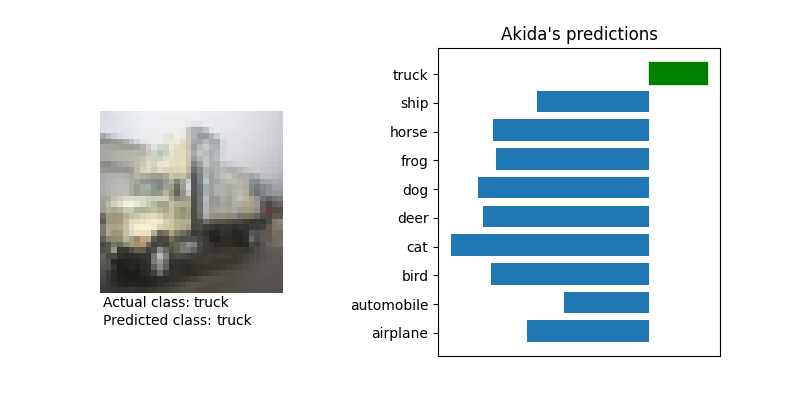 Akida's predictions
truck
ship
horse
frog
dog
deer
cat
bird
automobile
airplane
Actual class: truck
Predicted class: truck